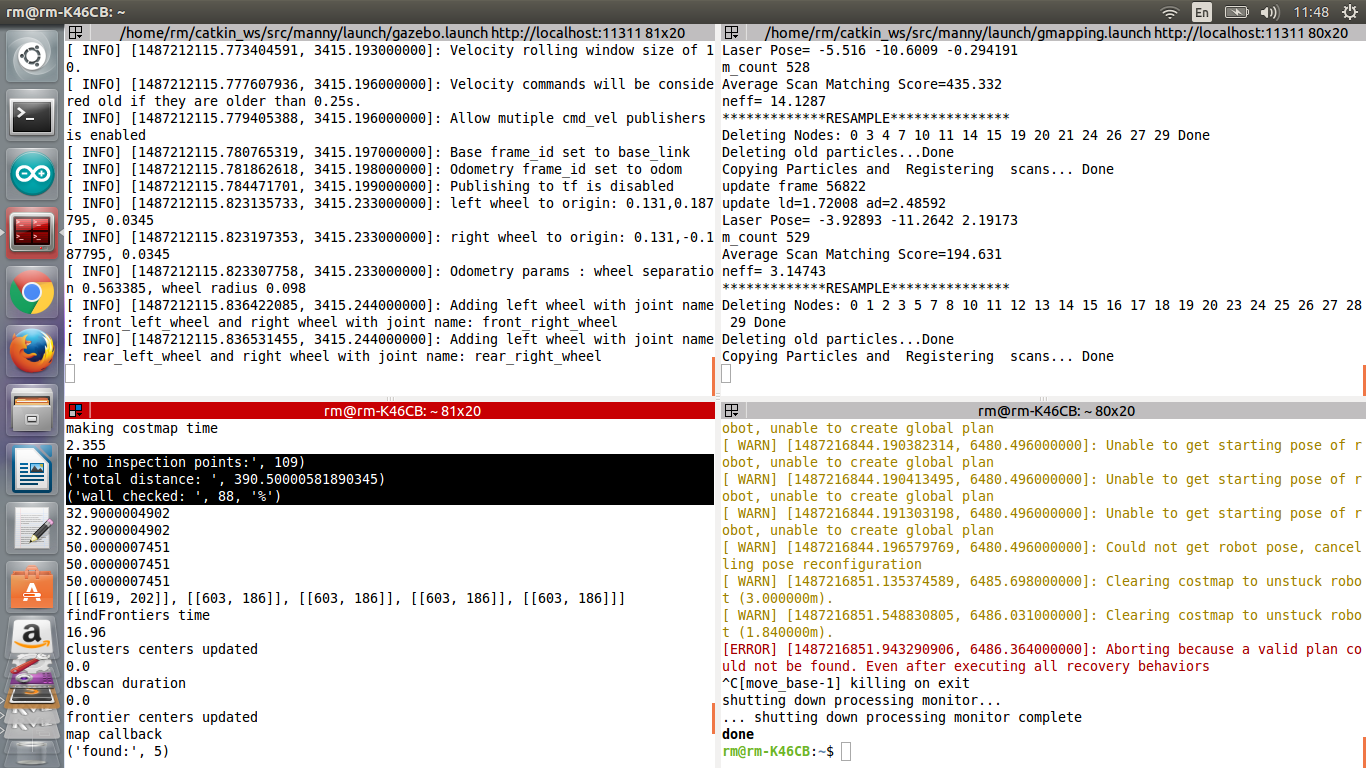 rm@rm-K46CB: ~
En
11:48
/home/rm/catkin_ws/src/manny/launch/gazebo.launch http://localhost:11311 81x20
[ INFO] [1487212115.773404591, 3415.193000000]: Velocity rolling window size of 1
0.
[ INFO] [1487212115.777607936, 3415.196000000]: Velocity commands will be conside
red old if they are older than 0.25s.
[ INFO] [1487212115.779405388, 3415.196000000]: Allow mutiple cmd_vel publishers
is enabled
[ INFO] [1487212115.780765319, 3415.197000000]: Base frame_id set to base_link
[ INFO] [1487212115.781862618, 3415.198000000]: Odometry frame_id set to odom
[ INFO] [1487212115.784471701, 3415.199000000]: Publishing to tf is disabled
[ INFO] [1487212115.823135733, 3415.233000000]: left wheel to origin: 0.131,0.187
795, 0.0345
[ INFO] [1487212115.823197353, 3415.233000000]: right wheel to origin: 0.131,-0.1
87795, 0.0345
[ INFO] [1487212115.823307758, 3415.233000000]: Odometry params : wheel separatio
n 0.563385, wheel radius 0.098
[ INFO] [1487212115.836422085, 3415.244000000]: Adding left wheel with joint name
: front_left_wheel and right wheel with joint name: front_right_wheel
[ INFO] [1487212115.836531455, 3415.244000000]: Adding left wheel with joint name
: rear_left_wheel and right wheel with joint name: rear_right_wheel
/home/rm/catkin_ws/src/manny/launch/gmapping.launch http://localhost:11311 80x20
Laser Pose= -5.516 -10.6009 -0.294191
m_count 528
Average Scan Matching Score=435.332
neff= 14.1287
*************RESAMPLE***************
Deleting Nodes: 0 3 4 7 10 11 14 15 19 20 21 24 26 27 29 Done
Deleting old particles...Done
Copying Particles and  Registering  scans... Done
update frame 56822
update ld=1.72008 ad=2.48592
Laser Pose= -3.92893 -11.2642 2.19173
m_count 529
Average Scan Matching Score=194.631
neff= 3.14743
*************RESAMPLE***************
Deleting Nodes: 0 1 2 3 5 7 8 10 11 12 13 14 15 16 17 18 19 20 23 24 25 26 27 28
 29 Done
Deleting old particles...Done
Copying Particles and  Registering  scans... Done
rm@rm-K46CB: ~ 81x20
making costmap time
2.355
('no inspection points:', 109)
('total distance: ', 390.50000581890345)
('wall checked: ', 88, '%')
32.9000004902
32.9000004902
50.0000007451
50.0000007451
50.0000007451
[[[619, 202]], [[603, 186]], [[603, 186]], [[603, 186]], [[603, 186]]]
findFrontiers time
16.96
clusters centers updated
0.0
dbscan duration
0.0
frontier centers updated
map callback
('found:', 5)
rm@rm-K46CB: ~ 80x20
obot, unable to create global plan
[ WARN] [1487216844.190382314, 6480.496000000]: Unable to get starting pose of r
obot, unable to create global plan
[ WARN] [1487216844.190413495, 6480.496000000]: Unable to get starting pose of r
obot, unable to create global plan
[ WARN] [1487216844.191303198, 6480.496000000]: Unable to get starting pose of r
obot, unable to create global plan
[ WARN] [1487216844.196579769, 6480.496000000]: Could not get robot pose, cancel
ling pose reconfiguration
[ WARN] [1487216851.135374589, 6485.698000000]: Clearing costmap to unstuck robo
t (3.000000m).
[ WARN] [1487216851.548830805, 6486.031000000]: Clearing costmap to unstuck robo
t (1.840000m).
[ERROR] [1487216851.943290906, 6486.364000000]: Aborting because a valid plan co
uld not be found. Even after executing all recovery behaviors
^C[move_base-1] killing on exit
shutting down processing monitor...
... shutting down processing monitor complete
done
rm@rm-K46CB:~$